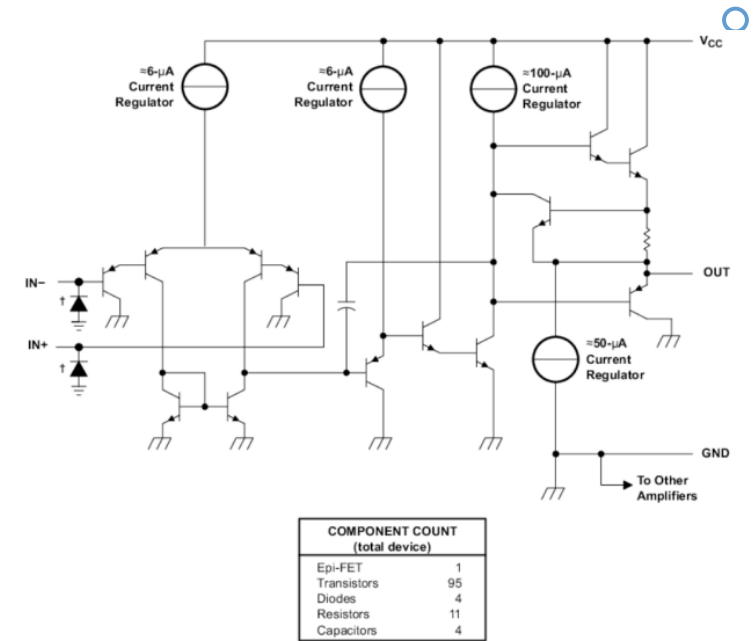 VCC
≈6-µA
Current
Regulator
≈6-µA
Current
Regulator
≈100-µA
Current
Regulator
IN−
†
OUT
IN+
†
≈50-µA
Current
Regulator
GND
To Other
Amplifiers
COMPONENT COUNT
(total device)
Epi-FET 1
Transistors 95
Diodes 4
Resistors 11
Capacitors 4